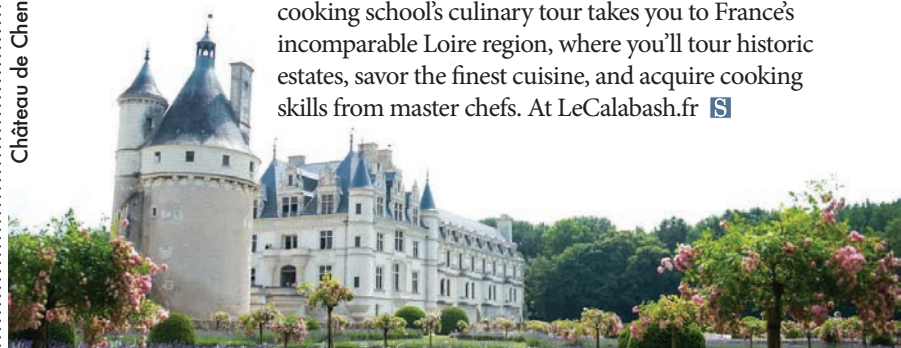 cooking school's culinary tour takes you to France's
incomparable Loire region, where you'll tour historic
estates, savor the finest cuisine, and acquire cooking
skills from master chefs. At LeCalabash.fr S
Château de Chen